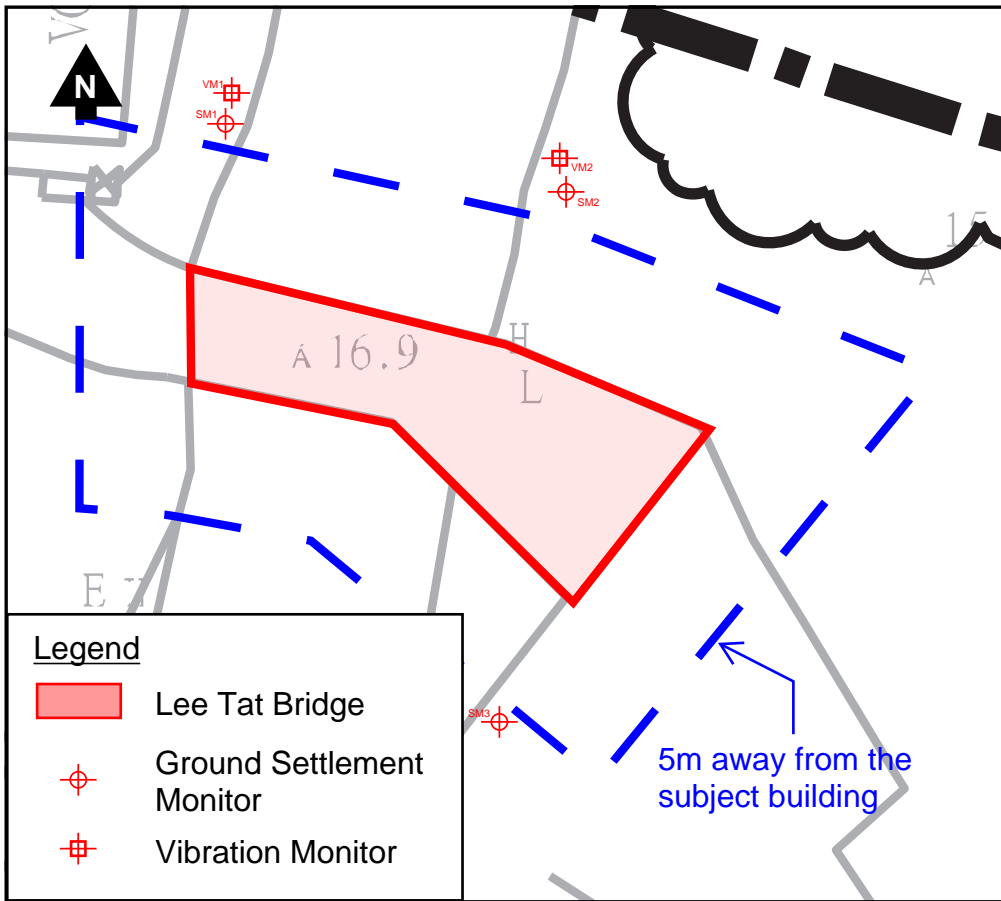 N
VM1
SM1
VM2
SM2
Á 16.9
H
L
15
A
E
SM3
5m away from the
subject building
Legend
Lee Tat Bridge
Ground Settlement
Monitor
Vibration Monitor